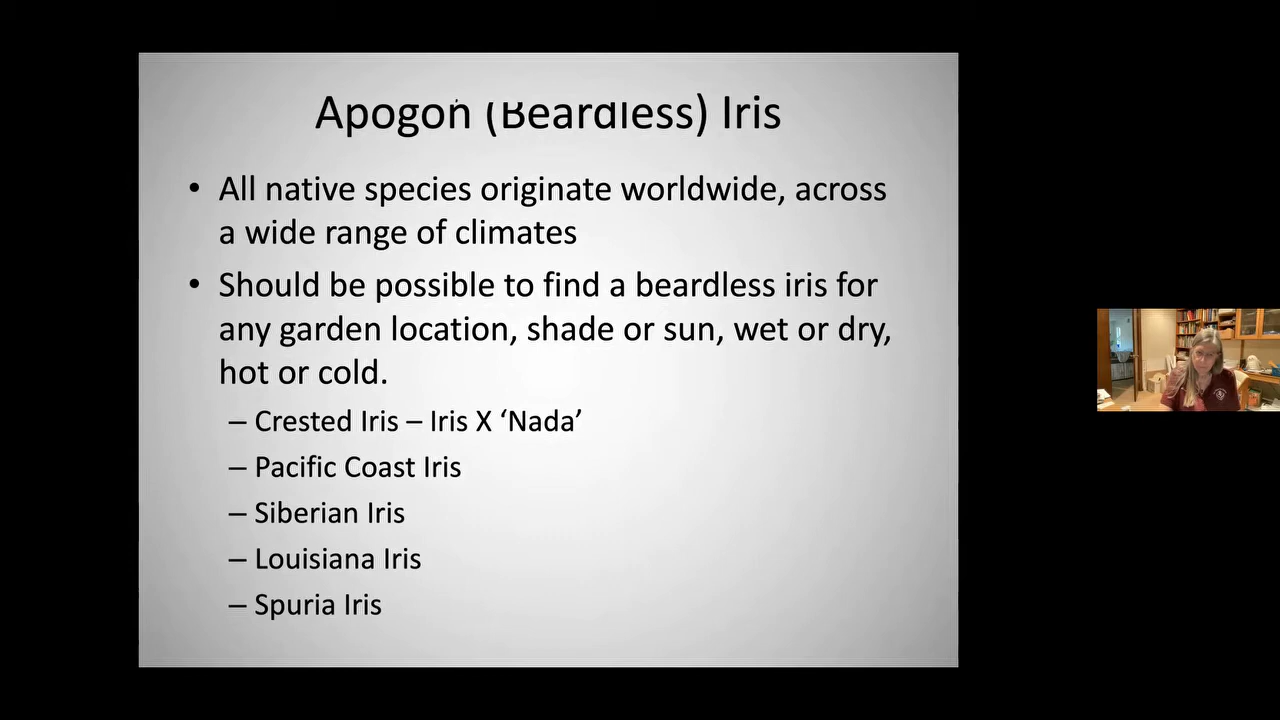 Apogon (Beardless) Iris
• All native species originate worldwide, across
a wide range of climates
• Should be possible to find a beardless iris for
any garden location, shade or sun, wet or dry,
hot or cold.
– Crested Iris – Iris X ‘Nada’
– Pacific Coast Iris
– Siberian Iris
– Louisiana Iris
– Spuria Iris